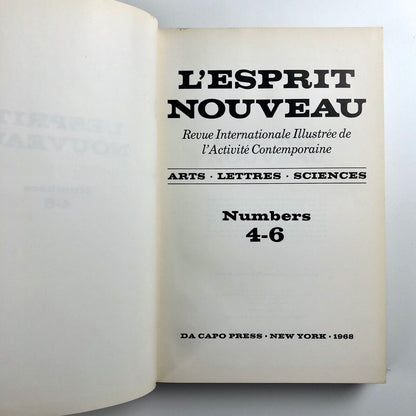 L'ESPRIT
NOUVEAU
Revue Internationale Illustrée de
l'Activité Contemporaine
ARTS · LETTRES · SCIENCES
Numbers
4-6
DA CAPO PRESS · NEW YORK · 1968